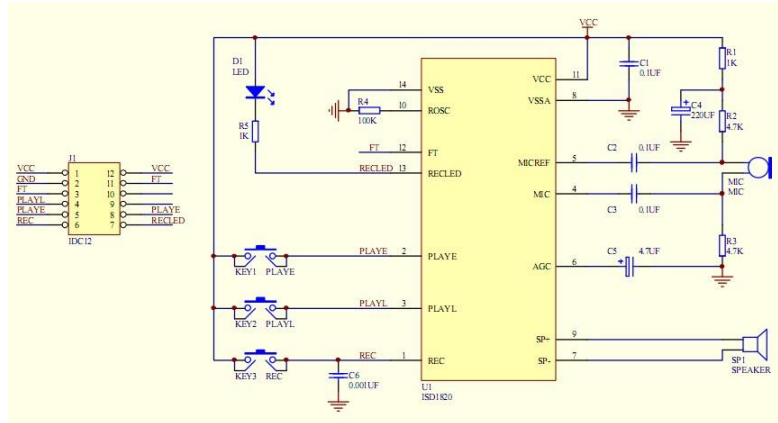 VCC
D1
LED
R5
1K
R4
100K
14
VSS
10
ROSC
FT
12
FT
RECLED
13
RECLED
VCC
11
VSSA
8
C1
0.1UF
R1
1K
C4
220UF
R2
4.7K
C2
0.1UF
MICREF
5
MIC
4
C3
0.1UF
MIC
MIC
R3
4.7K
C5
4.7UF
AGC
6
J1
VCC
1
12
VCC
GND
2
11
FT
FT
3
10
PLAYL
4
9
PLAYE
5
8
PLAYE
REC
6
7
RECLED
IDC12
KEY1
PLAYE
PLAYE
2
PLAYE
KEY2
PLAYL
PLAYL
3
PLAYL
KEY3
REC
REC
1
REC
C6
0.001UF
SP+
9
SP-
7
SP1
SPEAKER
U1
ISD1820